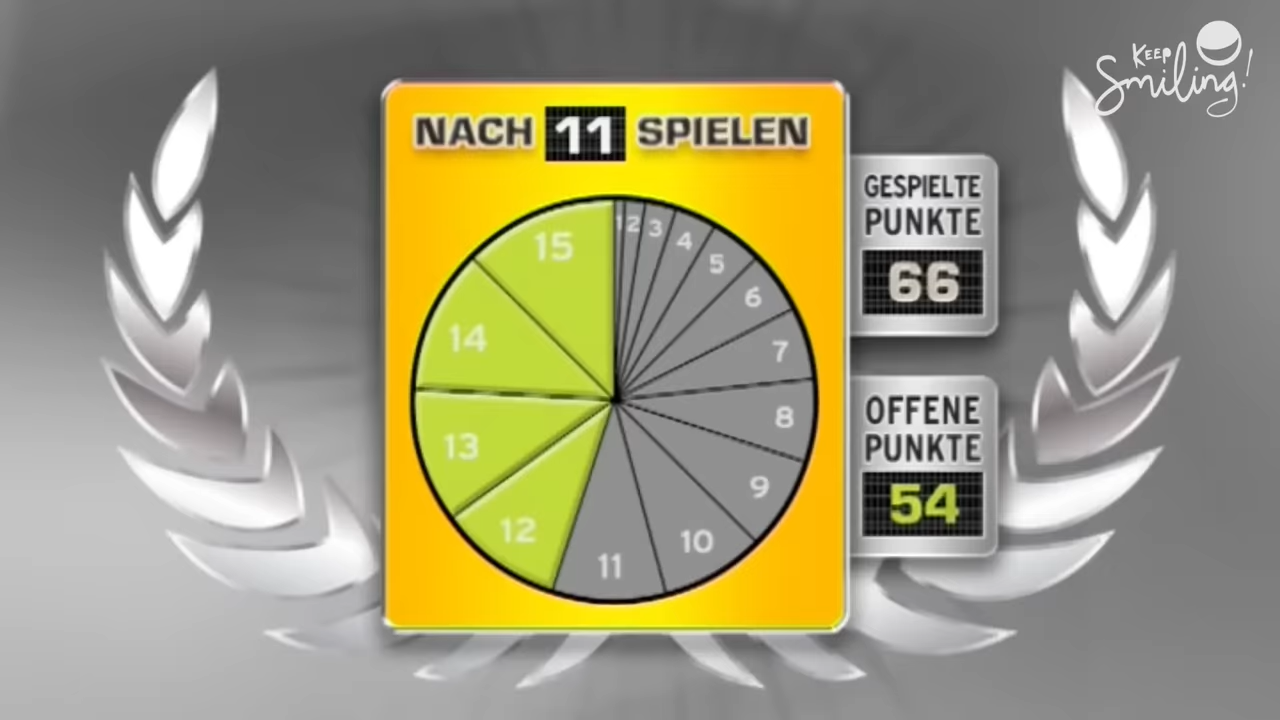 KEEP
Smiling!
NACH 11 SPIELEN
GESPIELTE
PUNKTE
66
OFFENE
PUNKTE
54
1
2
3
4
5
6
7
8
9
10
11
12
13
14
15